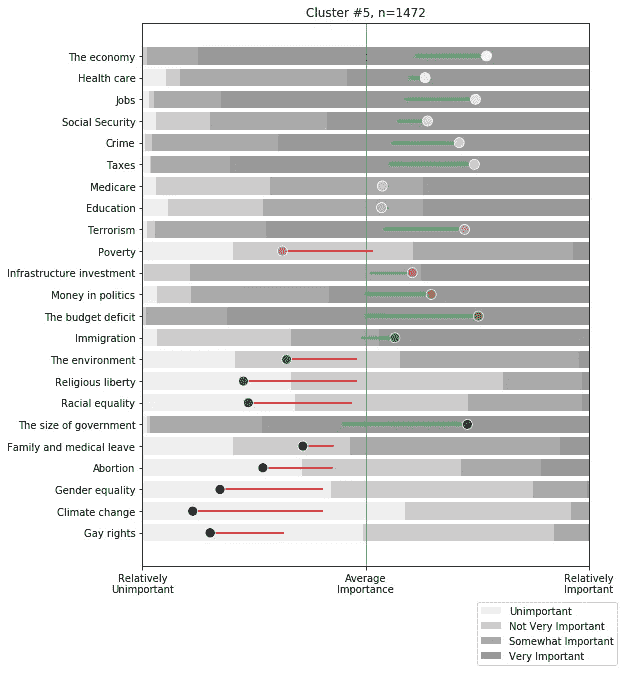 Cluster #5, n=1472
The economy
Health care
Jobs
Social Security
Crime
Taxes
Medicare
Education
Terrorism
Poverty
Infrastructure investment
Money in politics
The budget deficit
Immigration
The environment
Religious liberty
Racial equality
The size of government
Family and medical leave
Abortion
Gender equality
Climate change
Gay rights
Relatively
Unimportant
Average
Importance
Relatively
Important
Unimportant
Not Very Important
Somewhat Important
Very Important